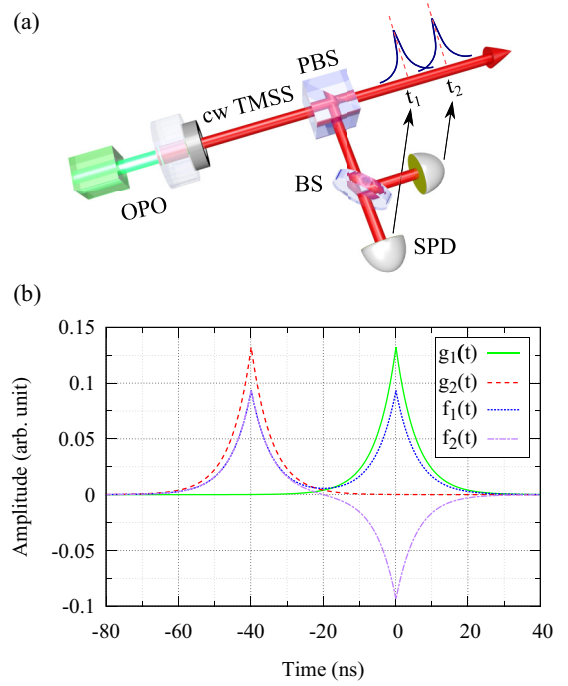 (a)
PBS
cw TMSS
t₁
t₂
OPO
BS
SPD
(b)
Amplitude (arb. unit)
0.15
0.1
0.05
0
-0.05
-0.1
g₁(t)
g₂(t)
f₁(t)
f₂(t)
-80 -60 -40 -20 0 20 40
Time (ns)